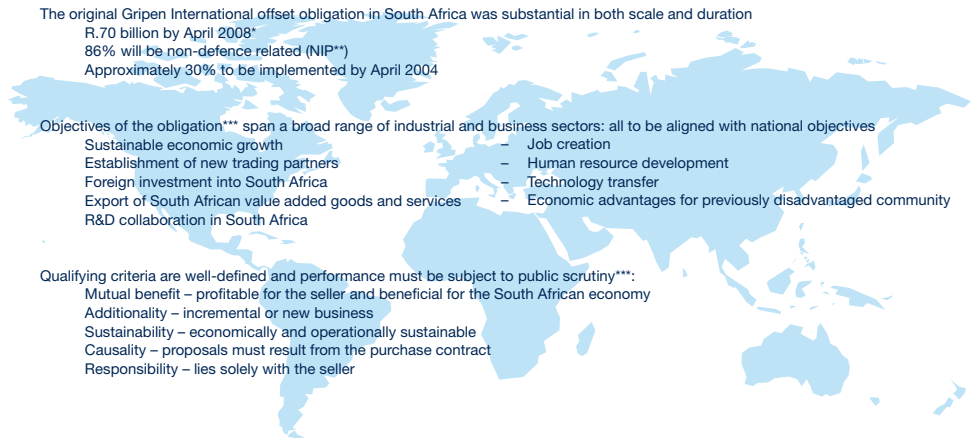 The original Gripen International offset obligation in South Africa was substantial in both scale and duration
R.70 billion by April 2008*
86% will be non-defence related (NIP**)
Approximately 30% to be implemented by April 2004
Objectives of the obligation*** span a broad range of industrial and business sectors: all to be aligned with national objectives
Sustainable economic growth – Job creation
Establishment of new trading partners – Human resource development
Foreign investment into South Africa – Technology transfer
Export of South African value added goods and services – Economic advantages for previously disadvantaged community
R&D collaboration in South Africa
Qualifying criteria are well-defined and performance must be subject to public scrutiny***:
Mutual benefit – profitable for the seller and beneficial for the South African economy
Additionality – incremental or new business
Sustainability – economically and operationally sustainable
Causality – proposals must result from the purchase contract
Responsibility – lies solely with the seller